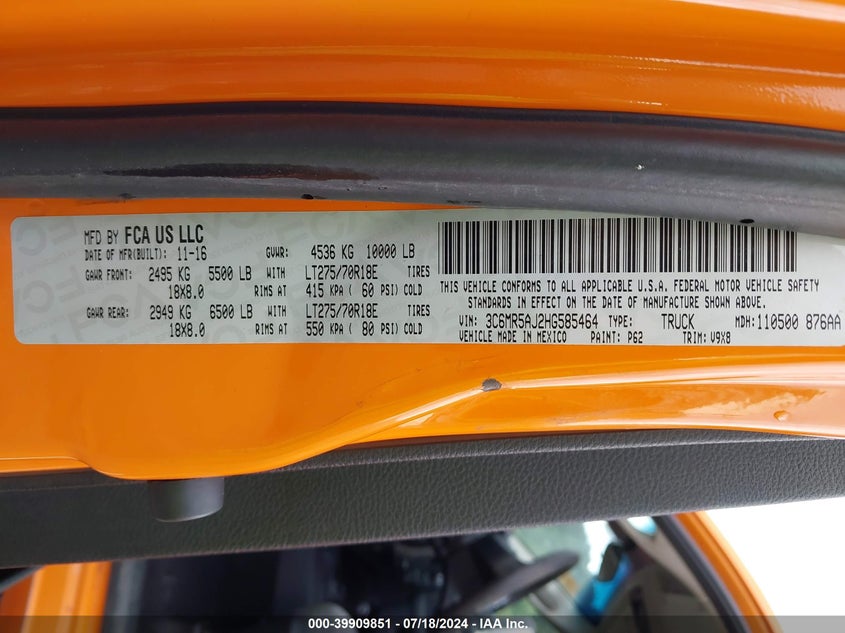 MFD BY FCA US LLC
DATE OF MFR(BUILT): 11-16 GVWR: 4536 KG 10000 LB
GAWR FRONT: 2495 KG 5500 LB WITH LT275/70R18E TIRES
18X8.0 RIMS AT 415 KPA ( 60 PSI) COLD
GAWR REAR: 2949 KG 6500 LB WITH LT275/70R18E TIRES
18X8.0 RIMS AT 550 KPA ( 80 PSI) COLD
THIS VEHICLE CONFORMS TO ALL APPLICABLE U.S.A. FEDERAL MOTOR VEHICLE SAFETY
STANDARDS IN EFFECT ON THE DATE OF MANUFACTURE SHOWN ABOVE.
VIN: 3C6MR5AJ2HG585464 TYPE: TRUCK MDH: 110500 876AA
VEHICLE MADE IN MEXICO PAINT: P62 TRIM: V9X8
000-39909851 - 07/18/2024 - IAA Inc.